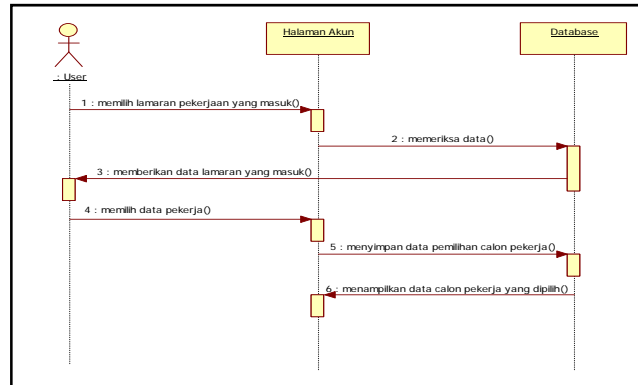 Halaman Akun
Database
: User
1 : memilih lamaran pekerjaan yang masuk()
2 : memeriksa data()
3 : memberikan data lamaran yang masuk()
4 : memilih data pekerja()
5 : menyimpan data pemilihan calon pekerja()
6 : menampilkan data calon pekerja yang dipilih()